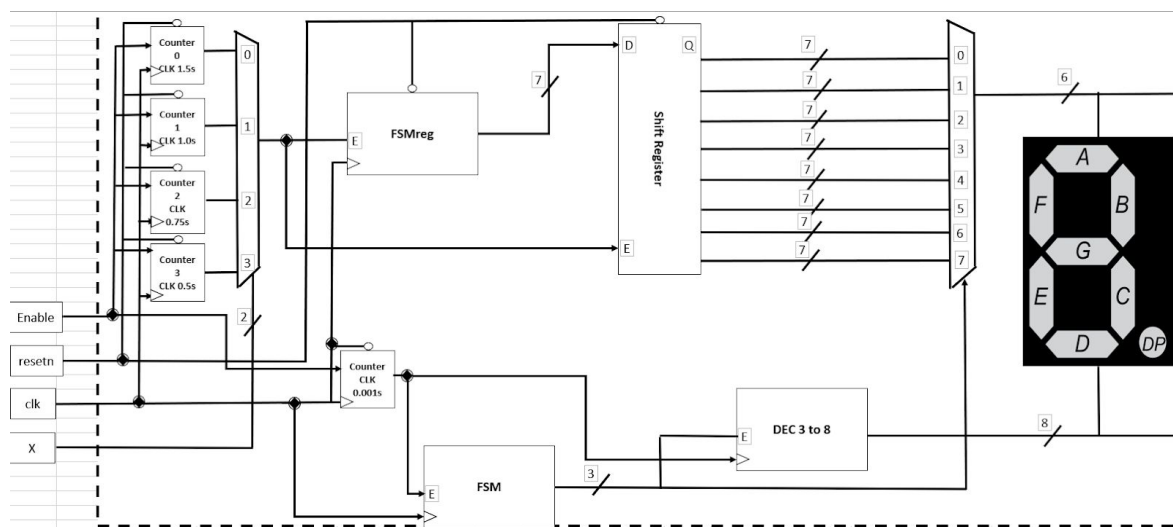 Counter
0
CLK 1.5s
0
Counter
1
CLK 1.0s
1
Counter
2
CLK
0.75s
2
Counter
3
CLK 0.5s
3
Enable
resetn
clk
X
2
E
FSMreg
7
D
Q
Shift Register
E
7
7
7
7
7
7
7
7
0
1
2
3
4
5
6
7
6
A
F
B
G
E
C
D
DP
Counter
CLK
0.001s
E
FSM
3
E
DEC 3 to 8
8